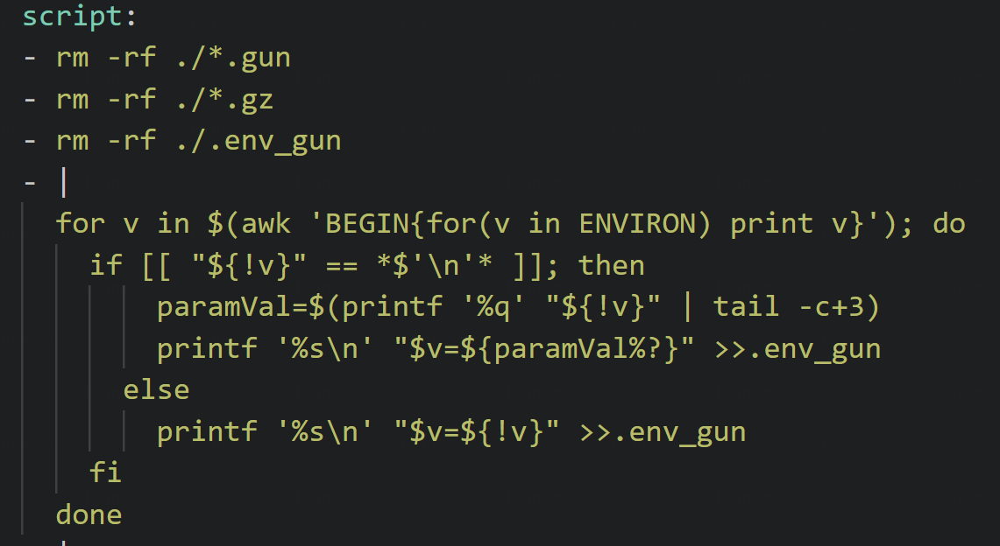 script:
- rm -rf ./*.gun
- rm -rf ./*.gz
- rm -rf ./.env_gun
- |
for v in $(awk 'BEGIN{for(v in ENVIRON) print v}'); do
if [[ "${!v}" == *$'\n'* ]]; then
paramVal=$(printf '%q' "${!v}" | tail -c+3)
printf '%s\n' "$v=${paramVal%?}" >>.env_gun
else
printf '%s\n' "$v=${!v}" >>.env_gun
fi
done